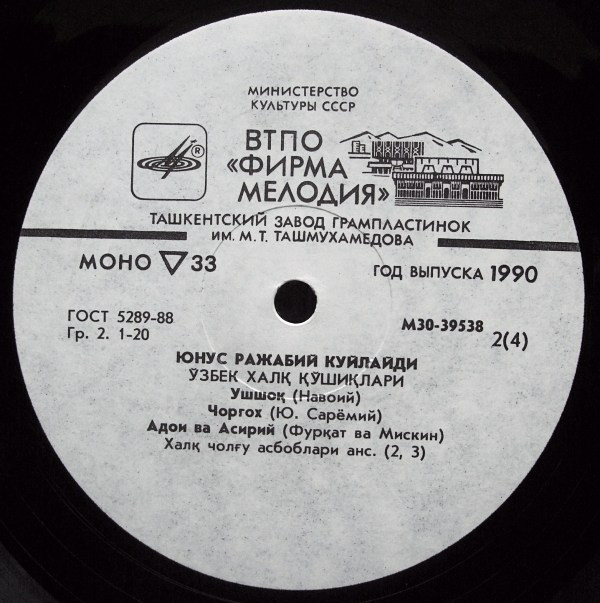 МИНИСТЕРСТВО
КУЛЬТУРЫ СССР
ВТПО
«ФИРМА
МЕЛОДИЯ»
®
ТАШКЕНТСКИЙ ЗАВОД ГРАМПЛАСТИНОК
ИМ. М. Т. ТАШМУХАМЕДОВА
МОНО ▽ 33
ГОД ВЫПУСКА 1990
ГОСТ 5289-88
Гр. 2. 1-20
М30-39538
2(4)
ЮНУС РАЖАБИЙ КУЙЛАЙДИ
ЎЗБЕК ХАЛҚ ҚЎШИҚЛАРИ
Ушшоқ (Навоий)
Чоргох (Ю. Сарёмий)
Адои ва Асирий (Фурқат ва Мискин)
Халқ чолғу асбоблари анс. (2, 3)